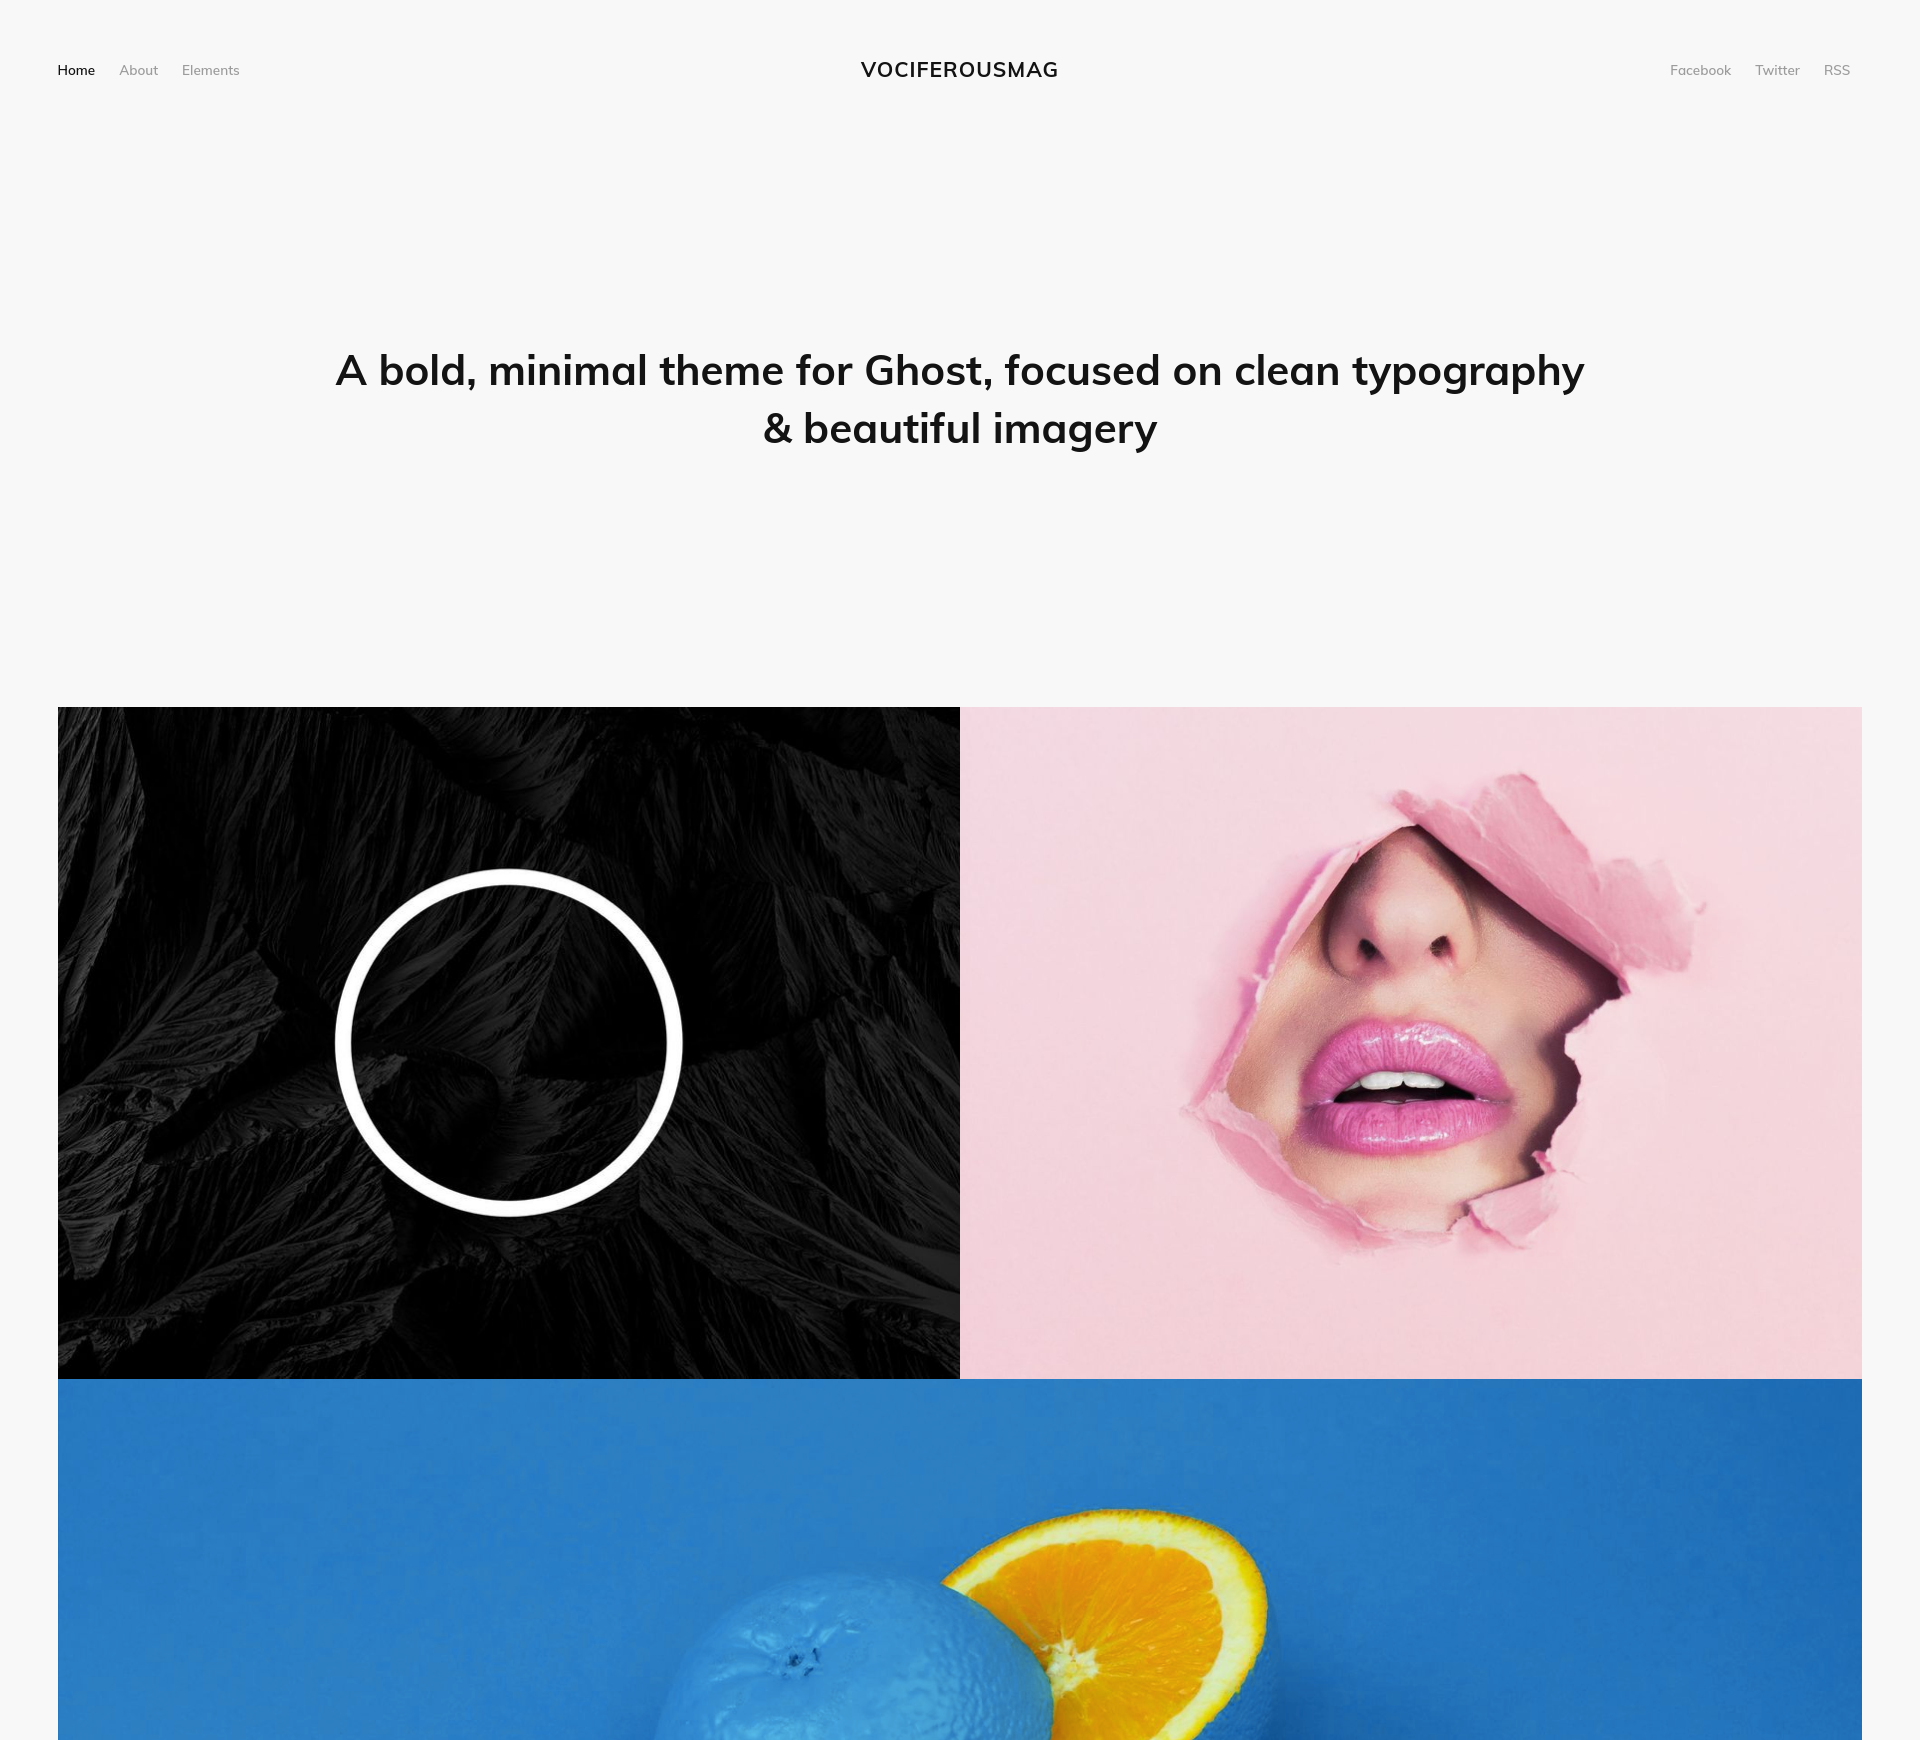 Home About Elements
VOCIFEROUSMAG
Facebook Twitter RSS
A bold, minimal theme for Ghost, focused on clean typography
& beautiful imagery